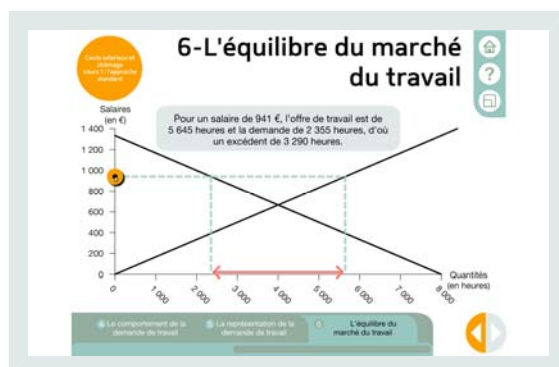 Coûts salariaux et
chômage
cours 1 : l'approche
standard
6-L'équilibre du marché
du travail
?
Salaires
(en €)
Pour un salaire de 941 €, l'offre de travail est de
5 645 heures et la demande de 2 355 heures, d'où
un excédent de 3 290 heures.
1 400
1 200
1 000
800
600
400
200
0
0
1 000
2 000
3 000
4 000
5 000
6 000
7 000
8 000
Quantités
(en heures)
4 Le comportement de la
demande de travail
5 La représentation de la
demande de travail
6 L'équilibre du
marché du travail